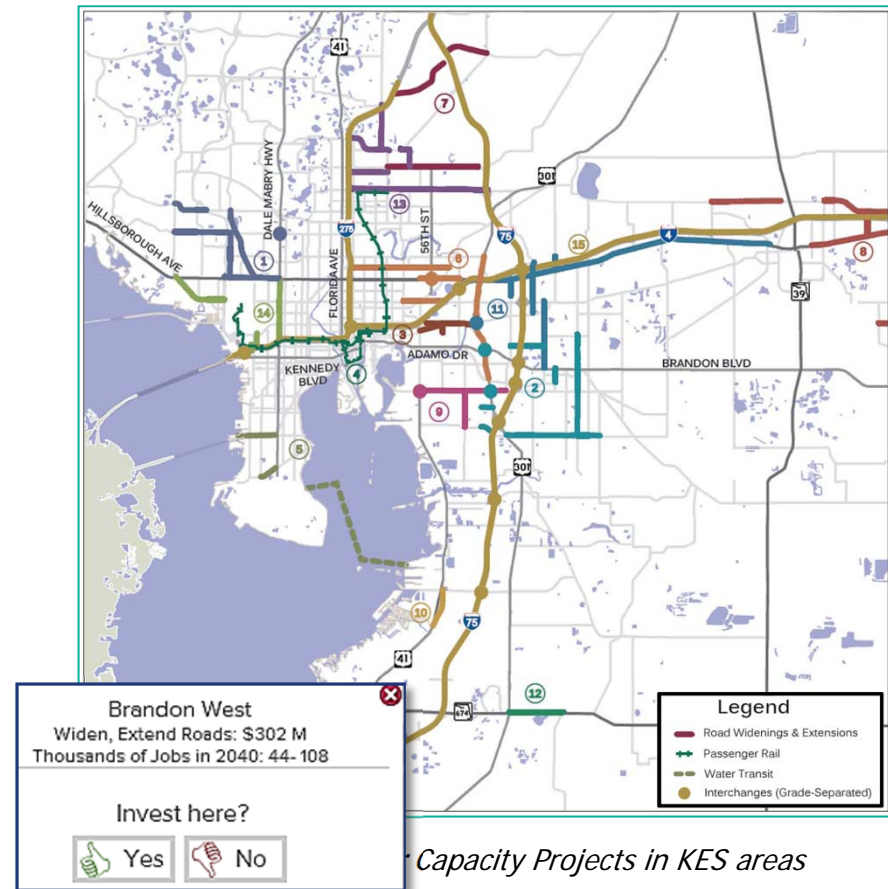 41
7
DALE MABRY HWY
301
HILLSBOROUGH AVE
275
FLORIDA AVE
56TH ST
13
75
15
4
1
6
8
39
14
11
3
ADAMO DR
BRANDON BLVD
KENNEDY
BLVD
4
2
9
5
301
10
75
41
12
674
Legend
Road Widenings & Extensions
Passenger Rail
Water Transit
Interchanges (Grade-Separated)
Brandon West
Widen, Extend Roads: $302 M
Thousands of Jobs in 2040: 44-108
Invest here?
Yes No
Capacity Projects in KES areas